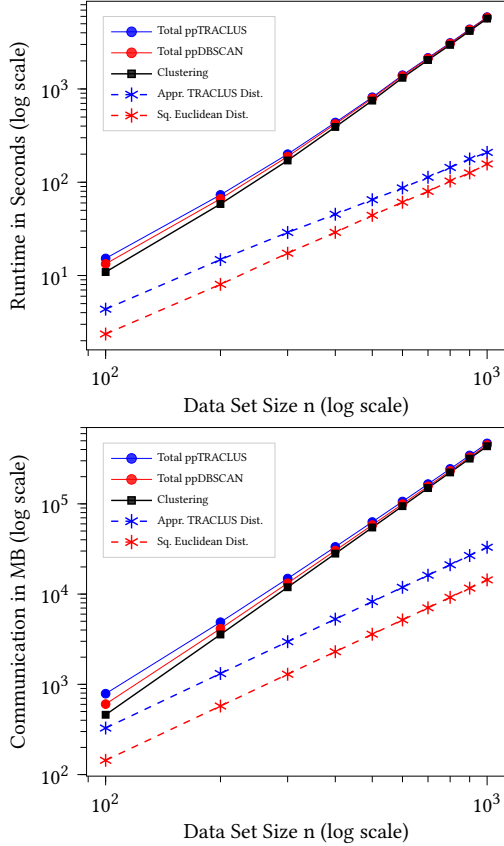 Total ppTRACLUS
Total ppDBSCAN
Clustering
Appr. TRACLUS Dist.
Sq. Euclidean Dist.
Runtime in Seconds (log scale)
10³
10²
10¹
10² 10³
Data Set Size n (log scale)
Total ppTRACLUS
Total ppDBSCAN
Clustering
Appr. TRACLUS Dist.
Sq. Euclidean Dist.
Communication in MB (log scale)
10⁵
10⁴
10³
10²
10² 10³
Data Set Size n (log scale)